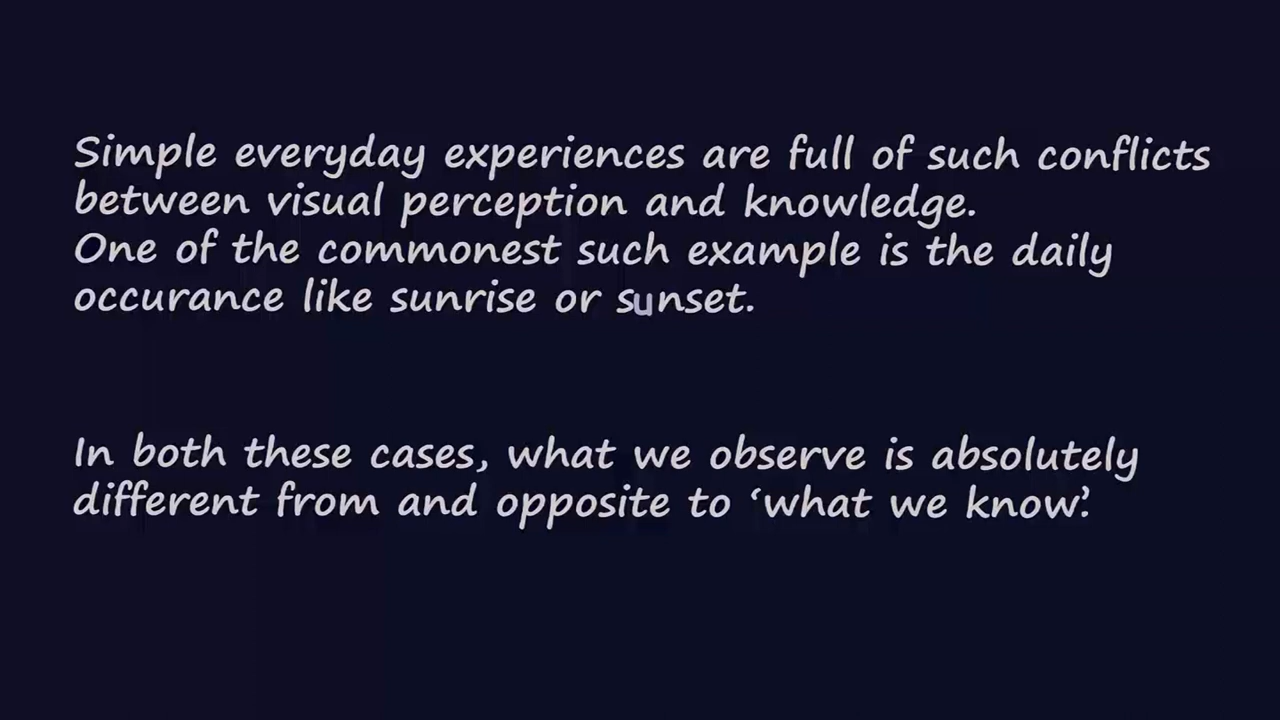 Simple everyday experiences are full of such conflicts
between visual perception and knowledge.
One of the commonest such example is the daily
occurance like sunrise or sunset.
In both these cases, what we observe is absolutely
different from and opposite to ‘what we know’.